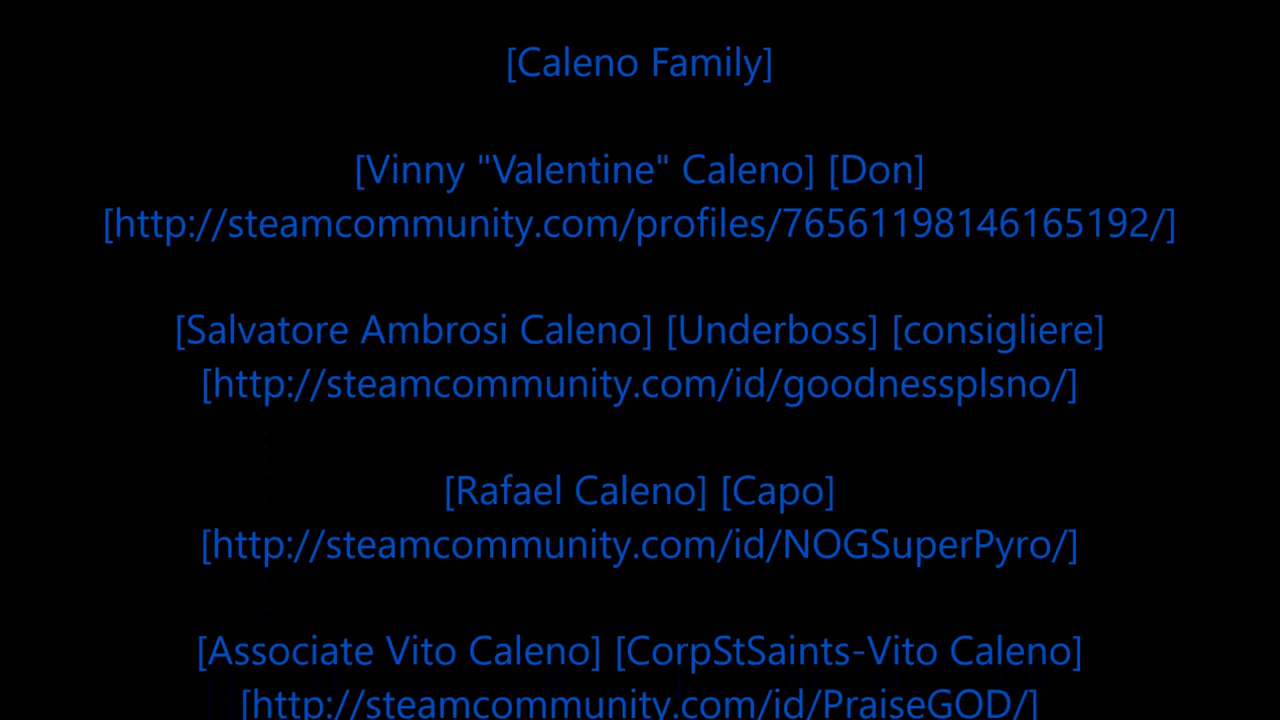 [Caleno Family]
[Vinny "Valentine" Caleno] [Don]
[http://steamcommunity.com/profiles/76561198146165192/]
[Salvatore Ambrosi Caleno] [Underboss] [consigliere]
[http://steamcommunity.com/id/goodnessplsno/]
[Rafael Caleno] [Capo]
[http://steamcommunity.com/id/NOGSuperPyro/]
[Associate Vito Caleno] [CorpStSaints-Vito Caleno]
[http://steamcommunity.com/id/PraiseGOD/]